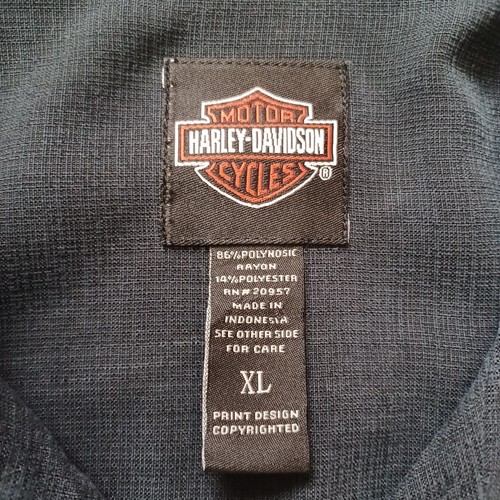 MOTOR
HARLEY-DAVIDSON
CYCLES
®
86% POLYNOSIC
RAYON
14% POLYESTER
RN# 20957
MADE IN
INDONESIA
SEE OTHER SIDE
FOR CARE
XL
PRINT DESIGN
COPYRIGHTED